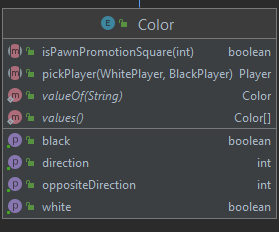 E Color
m isPawnPromotionSquare(int) boolean
m pickPlayer(WhitePlayer, BlackPlayer) Player
m valueOf(String) Color
m values() Color[]
p black boolean
p direction int
p oppositeDirection int
p white boolean